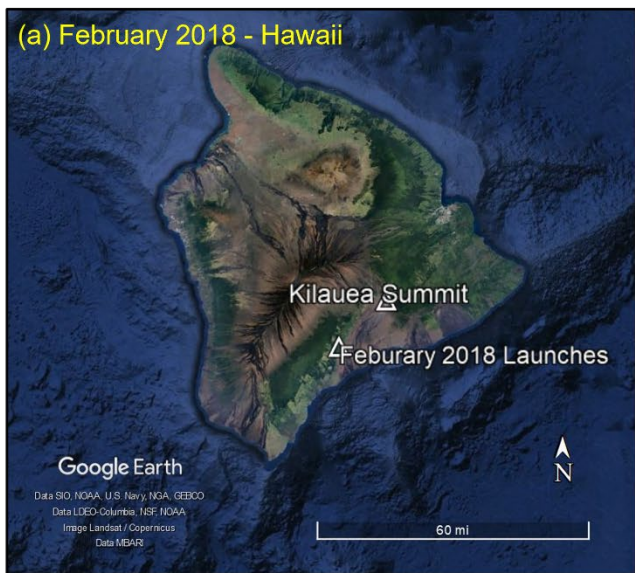 (a) February 2018 - Hawaii
Kilauea Summit
Feburary 2018 Launches
Google Earth
N
Data SIO, NOAA, U.S. Navy, NGA, GEBCO
Data LDEO-Columbia, NSF, NOAA
Image Landsat / Copernicus
Data MBARI
60 mi